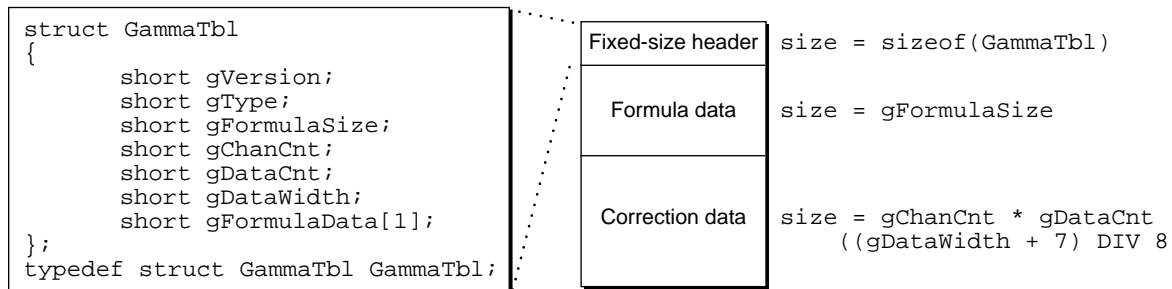 struct GammaTbl
{
short gVersion;
short gType;
short gFormulaSize;
short gChanCnt;
short gDataCnt;
short gDataWidth;
short gFormulaData[1];
};
typedef struct GammaTbl GammaTbl;
Fixed-size header
size = sizeof(GammaTbl)
Formula data
size = gFormulaSize
Correction data
size = gChanCnt * gDataCnt
((gDataWidth + 7) DIV 8